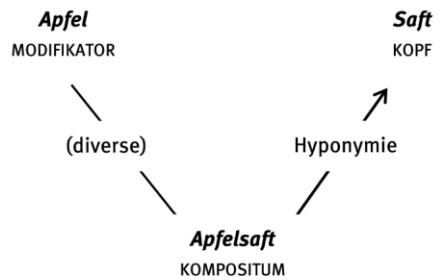 Apfel
MODIFIKATOR
Saft
KOPF
(diverse)
Hyponymie
Apfelsaft
KOMPOSITUM